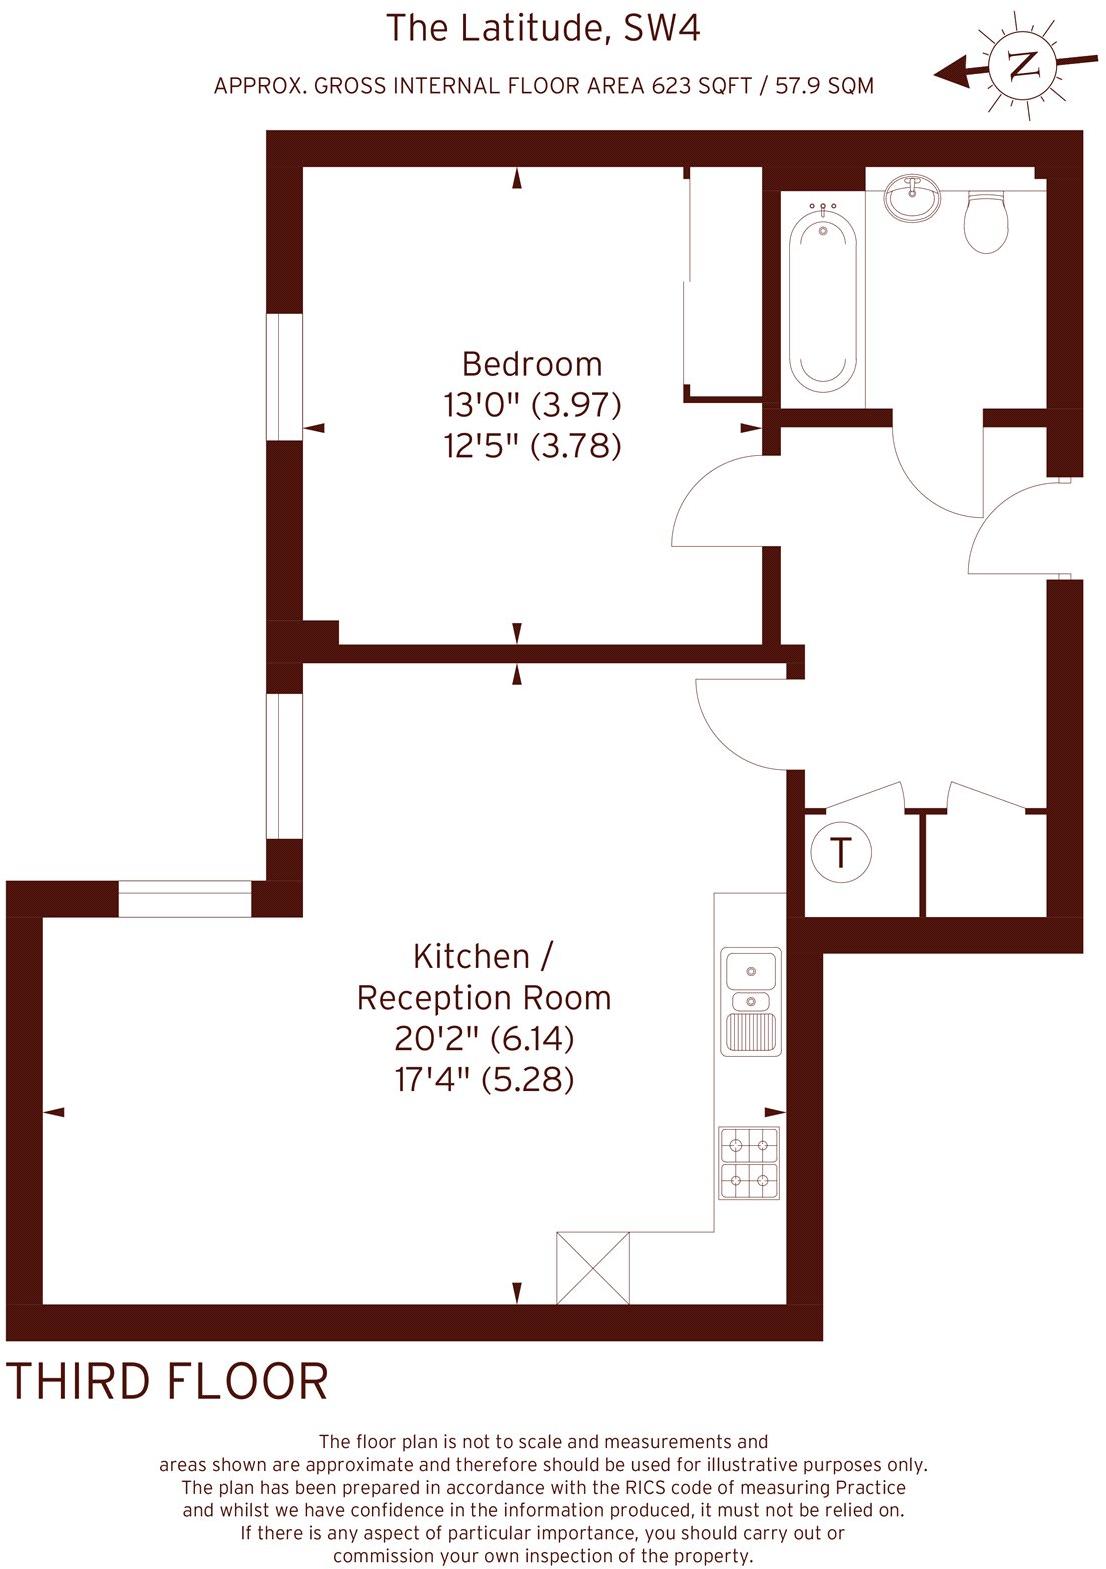 The Latitude, SW4
APPROX. GROSS INTERNAL FLOOR AREA 623 SQFT / 57.9 SQM
N
Bedroom
13'0" (3.97)
12'5" (3.78)
T
Kitchen /
Reception Room
20'2" (6.14)
17'4" (5.28)
THIRD FLOOR
The floor plan is not to scale and measurements and
areas shown are approximate and therefore should be used for illustrative purposes only.
The plan has been prepared in accordance with the RICS code of measuring Practice
and whilst we have confidence in the information produced, it must not be relied on.
If there is any aspect of particular importance, you should carry out or
commission your own inspection of the property.